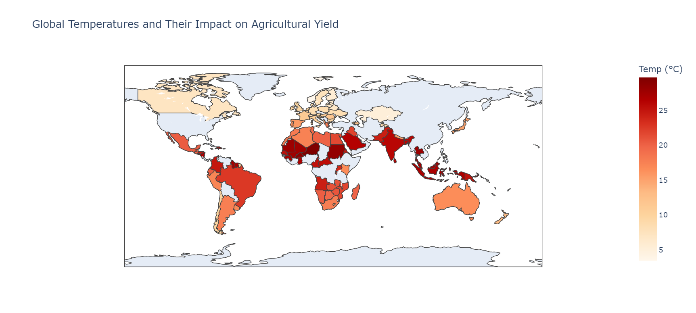 Global Temperatures and Their Impact on Agricultural Yield
Temp (°C)
25
20
15
10
5